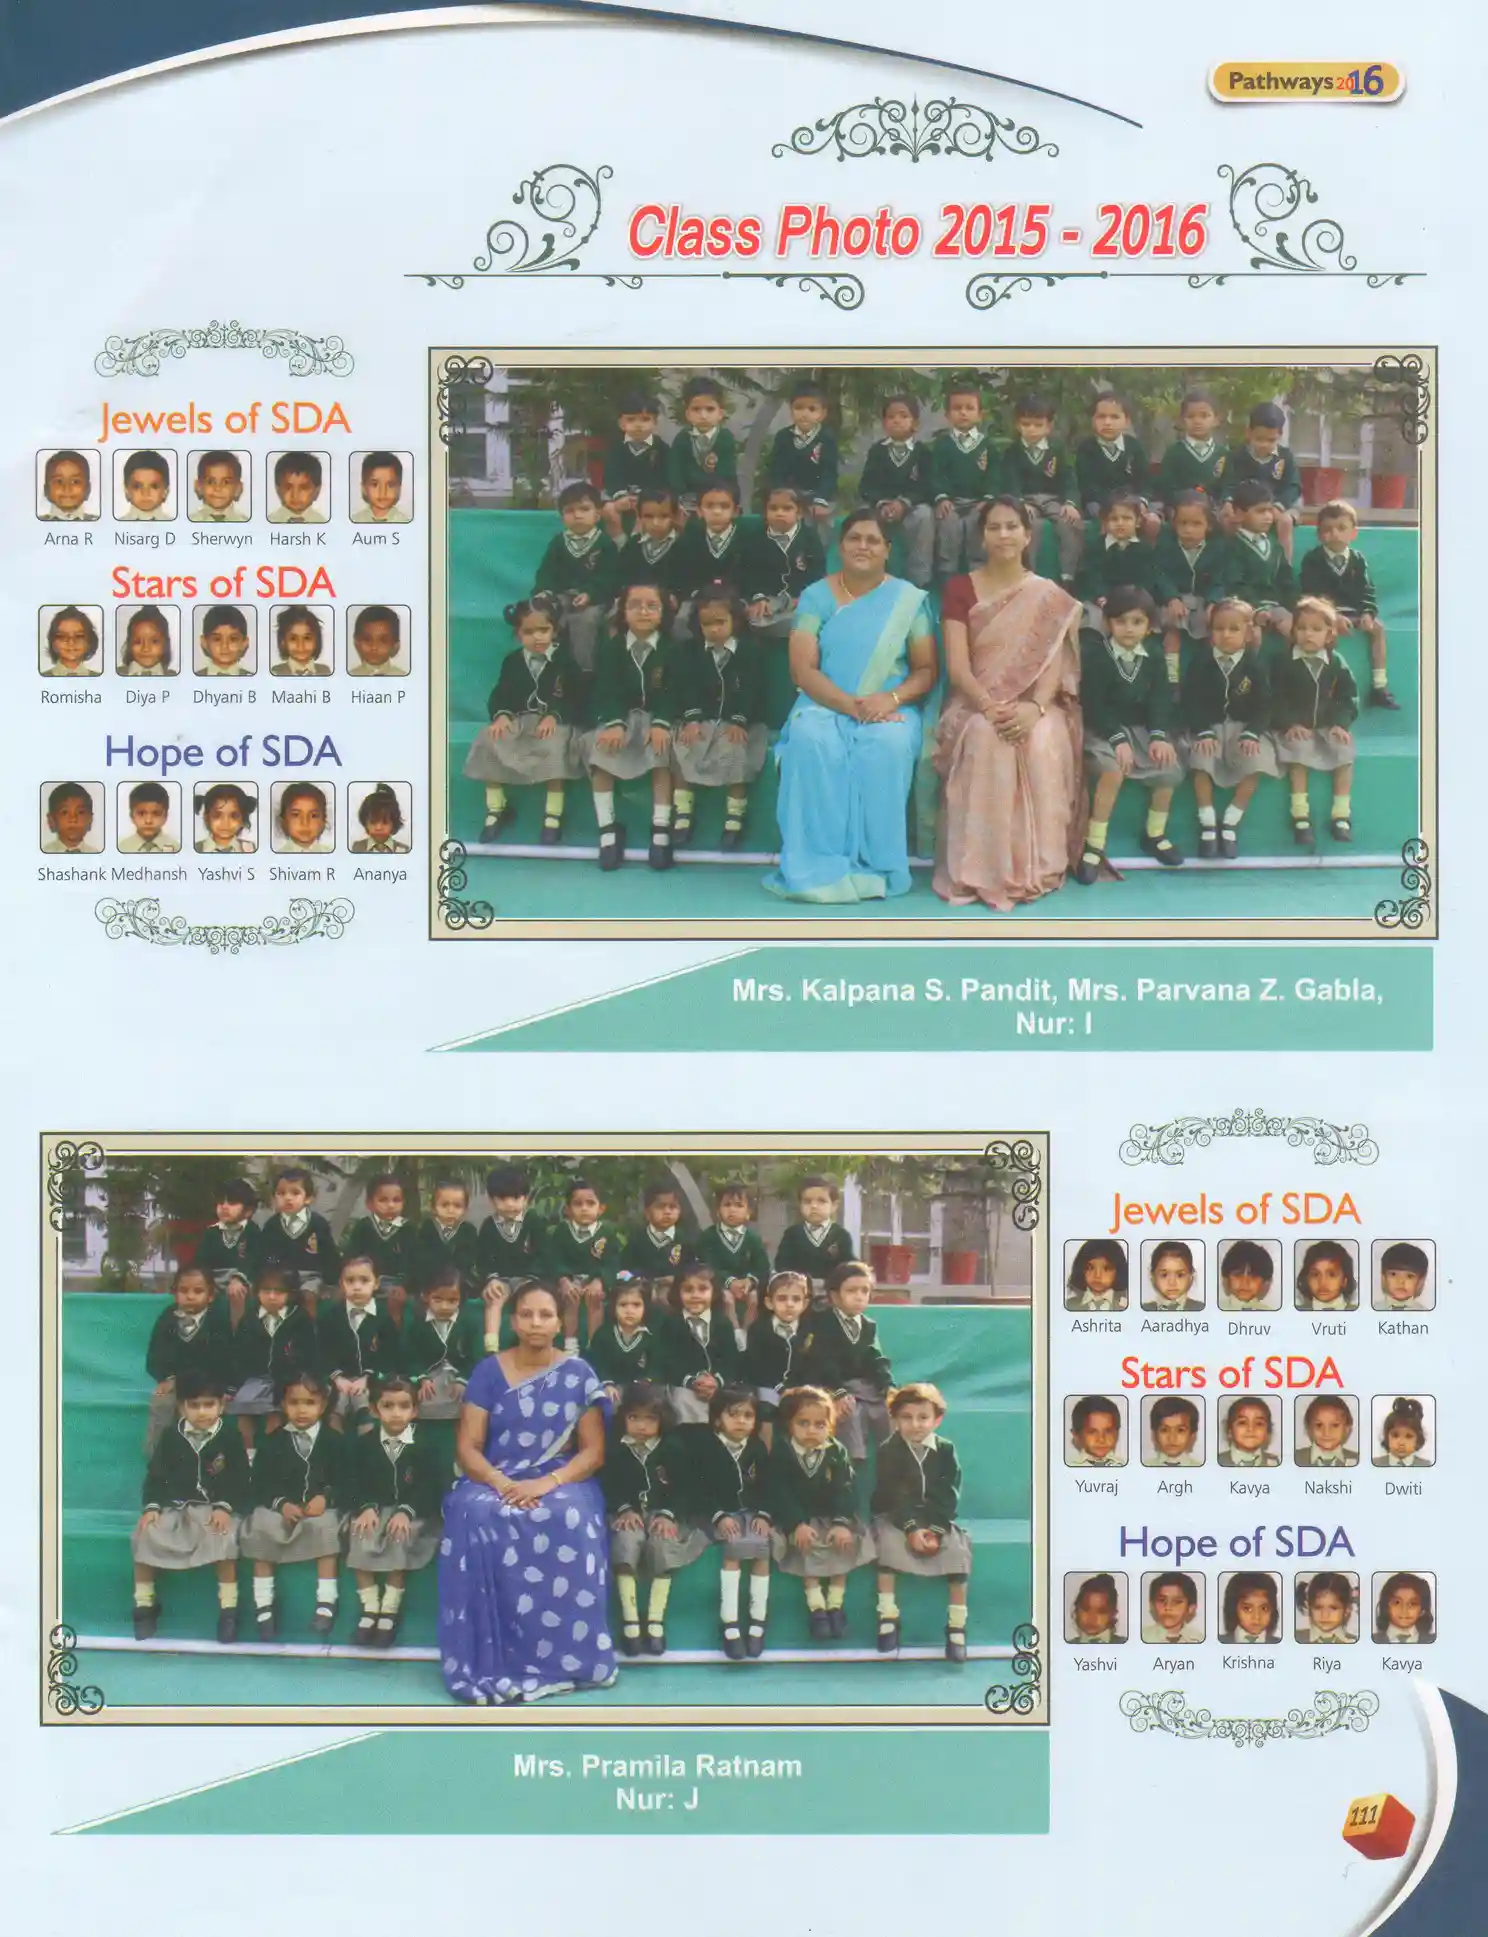 Pathways 2016
Class Photo 2015 - 2016
Jewels of SDA
Arna R Nisarg D Sherwyn Harsh K Aum S
Stars of SDA
Romisha Diya P Dhyani B Maahi B Hiaan P
Hope of SDA
Shashank Medhansh Yashvi S Shivam R Ananya
Mrs. Kalpana S. Pandit, Mrs. Parvana Z. Gabla,
Nur: I
Jewels of SDA
Ashrita Aaradhya Dhruv Vruti Kathan
Stars of SDA
Yuvraj Argh Kavya Nakshi Dwiti
Hope of SDA
Yashvi Aryan Krishna Riya Kavya
Mrs. Pramila Ratnam
Nur: J
111